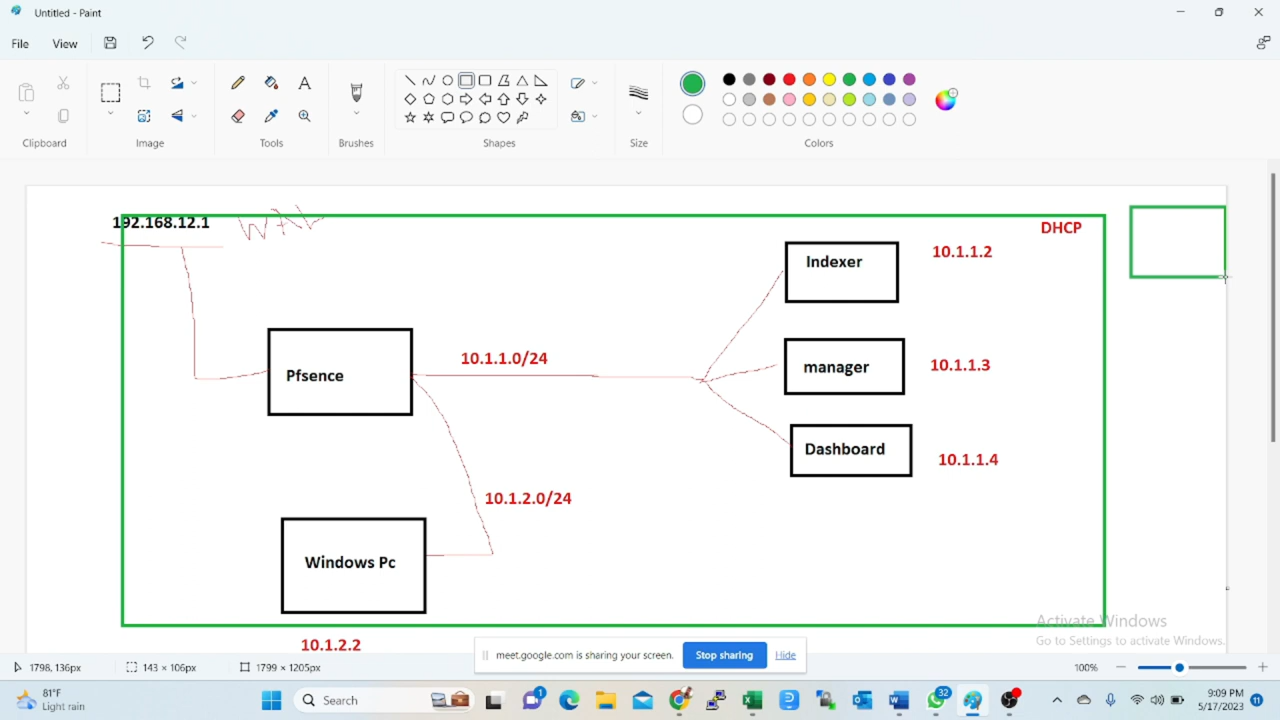 Untitled - Paint
File View
Clipboard Image Tools Brushes Shapes Size Colors
192.168.12.1 WAN
DHCP
Indexer 10.1.1.2
10.1.1.0/24
manager 10.1.1.3
Pfsence
Dashboard 10.1.1.4
10.1.2.0/24
Windows Pc
10.1.2.2
Activate Windows
Go to Settings to activate Windows.
meet.google.com is sharing your screen. Stop sharing Hide
1798, 136px 143 × 106px 1799 × 1205px 100%
81°F
Light rain
Search
1
32
9:09 PM
5/17/2023
11